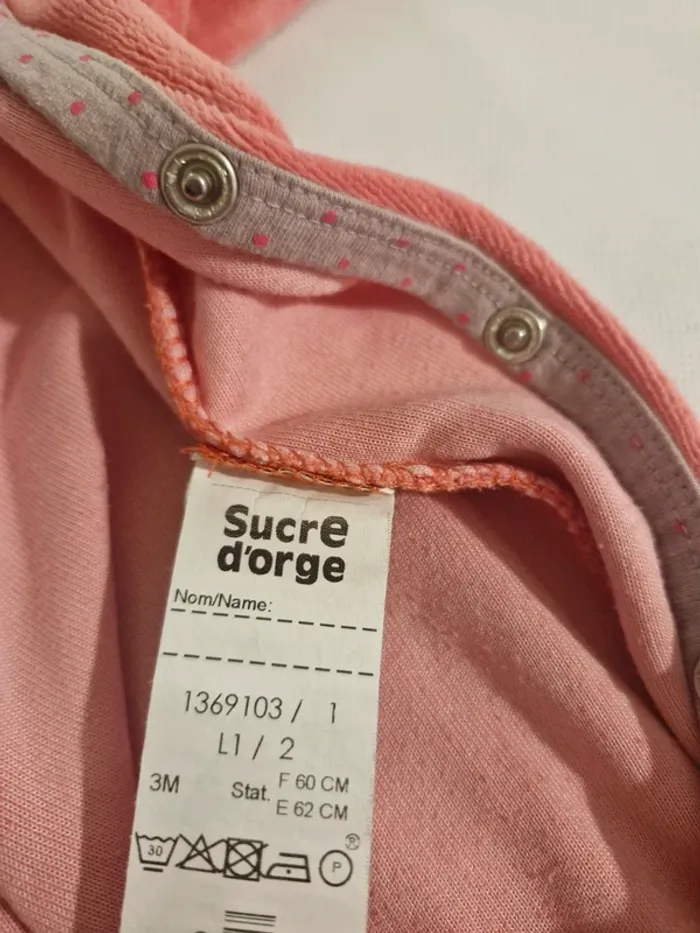 Sucre
d'orge
Nom/Name:
1369103 / 1
L1 / 2
3M Stat. F 60 CM
E 62 CM
30 P ®